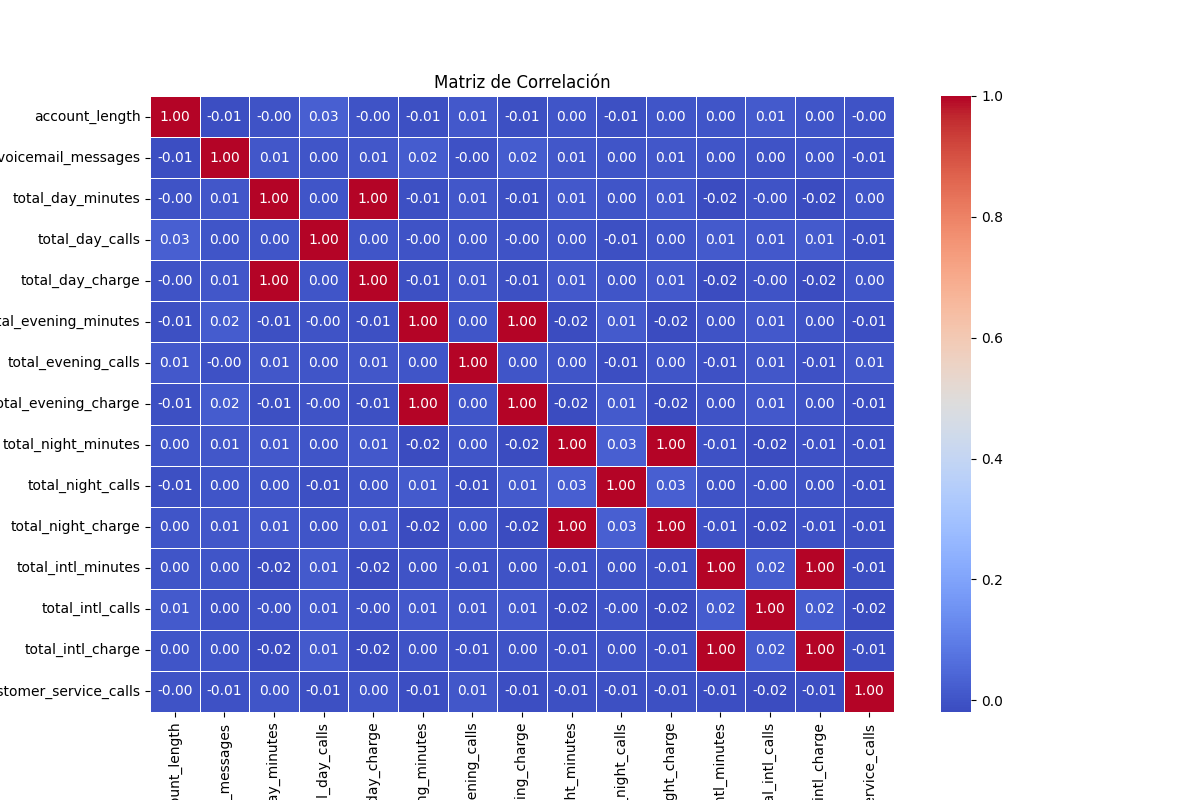 Matriz de Correlación
account_length 1.00 -0.01 -0.00 0.03 -0.00 -0.01 0.01 -0.01 0.00 -0.01 0.00 0.00 0.01 0.00 -0.00
voicemail_messages -0.01 1.00 0.01 0.00 0.01 0.02 -0.00 0.02 0.01 0.00 0.01 0.00 0.00 0.00 -0.01
total_day_minutes -0.00 0.01 1.00 0.00 1.00 -0.01 0.01 -0.01 0.01 0.00 0.01 -0.02 -0.00 -0.02 0.00
total_day_calls 0.03 0.00 0.00 1.00 0.00 -0.00 0.00 -0.00 0.00 -0.01 0.00 0.01 0.01 0.01 -0.01
total_day_charge -0.00 0.01 1.00 0.00 1.00 -0.01 0.01 -0.01 0.01 0.00 0.01 -0.02 -0.00 -0.02 0.00
tal_evening_minutes -0.01 0.02 -0.01 -0.00 -0.01 1.00 0.00 1.00 -0.02 0.01 -0.02 0.00 0.01 0.00 -0.01
total_evening_calls 0.01 -0.00 0.01 0.00 0.01 0.00 1.00 0.00 0.00 -0.01 0.00 -0.01 0.01 -0.01 0.01
otal_evening_charge -0.01 0.02 -0.01 -0.00 -0.01 1.00 0.00 1.00 -0.02 0.01 -0.02 0.00 0.01 0.00 -0.01
total_night_minutes 0.00 0.01 0.01 0.00 0.01 -0.02 0.00 -0.02 1.00 0.03 1.00 -0.01 -0.02 -0.01 -0.01
total_night_calls -0.01 0.00 0.00 -0.01 0.00 0.01 -0.01 0.01 0.03 1.00 0.03 0.00 -0.00 0.00 -0.01
total_night_charge 0.00 0.01 0.01 0.00 0.01 -0.02 0.00 -0.02 1.00 0.03 1.00 -0.01 -0.02 -0.01 -0.01
total_intl_minutes 0.00 0.00 -0.02 0.01 -0.02 0.00 -0.01 0.00 -0.01 0.00 -0.01 1.00 0.02 1.00 -0.01
total_intl_calls 0.01 0.00 -0.00 0.01 -0.00 0.01 0.01 0.01 -0.02 -0.00 -0.02 0.02 1.00 0.02 -0.02
total_intl_charge 0.00 0.00 -0.02 0.01 -0.02 0.00 -0.01 0.00 -0.01 0.00 -0.01 1.00 0.02 1.00 -0.01
stomer_service_calls -0.00 -0.01 0.00 -0.01 0.00 -0.01 0.01 -0.01 -0.01 -0.01 -0.01 -0.01 -0.02 -0.01 1.00
ount_length
_messages
ay_minutes
l_day_calls
day_charge
ng_minutes
ening_calls
ing_charge
ht_minutes
_night_calls
ght_charge
ntl_minutes
al_intl_calls
intl_charge
ervice_calls
1.0
0.8
0.6
0.4
0.2
0.0